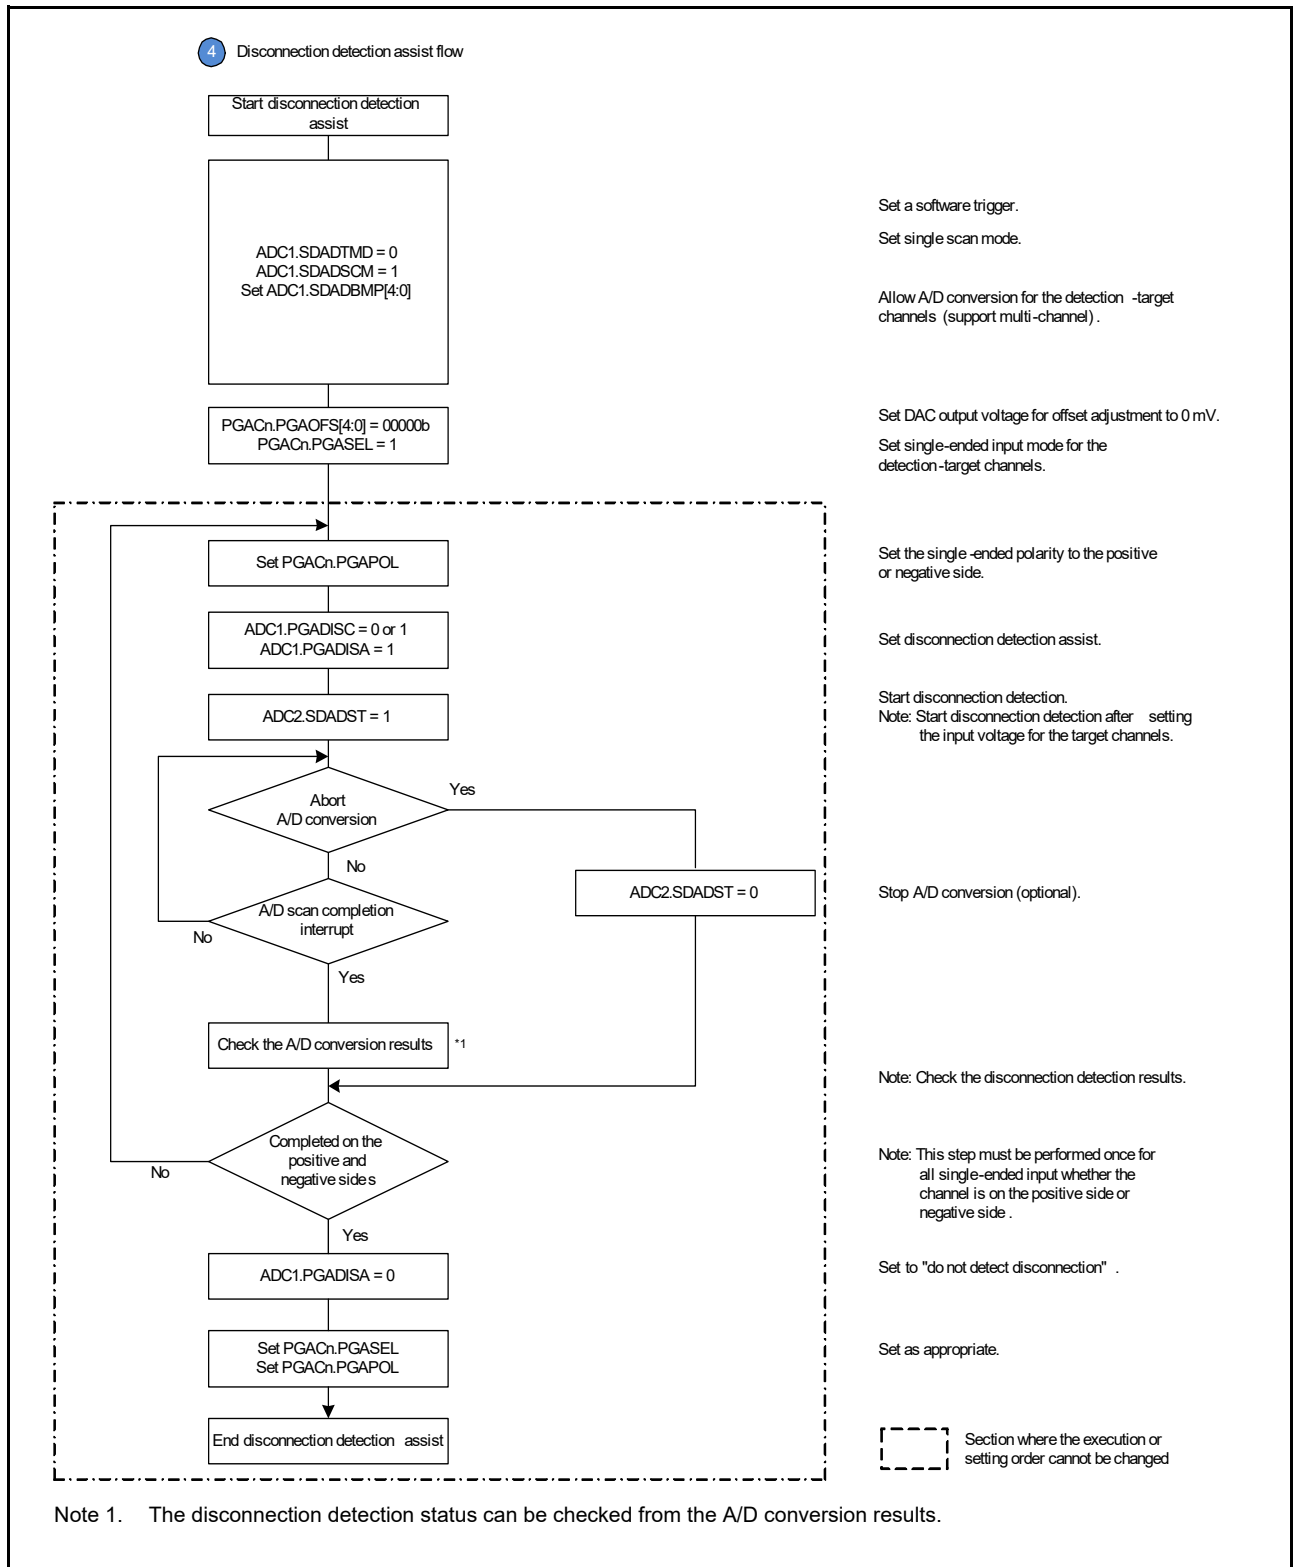 4 Disconnection detection assist flow
Start disconnection detection
assist
ADC1.SDADTMD = 0
ADC1.SDADSCM = 1
Set ADC1.SDADBMP[4:0]
Set a software trigger.
Set single scan mode.
Allow A/D conversion for the detection -target
channels (support multi-channel) .
PGACn.PGAOFS[4:0] = 00000b
PGACn.PGASEL = 1
Set DAC output voltage for offset adjustment to 0 mV.
Set single-ended input mode for the
detection-target channels.
Set PGACn.PGAPOL
Set the single -ended polarity to the positive
or negative side.
ADC1.PGADISC = 0 or 1
ADC1.PGADISA = 1
Set disconnection detection assist.
ADC2.SDADST = 1
Start disconnection detection.
Note: Start disconnection detection after setting
the input voltage for the target channels.
Abort
A/D conversion
Yes
No
ADC2.SDADST = 0
Stop A/D conversion (optional).
A/D scan completion
interrupt
No
Yes
Check the A/D conversion results *1
Note: Check the disconnection detection results.
Completed on the
positive and
negative sides
No
Note: This step must be performed once for
all single-ended input whether the
channel is on the positive side or
negative side .
Yes
ADC1.PGADISA = 0
Set to "do not detect disconnection" .
Set PGACn.PGASEL
Set PGACn.PGAPOL
Set as appropriate.
End disconnection detection assist
Section where the execution or
setting order cannot be changed
Note 1. The disconnection detection status can be checked from the A/D conversion results.